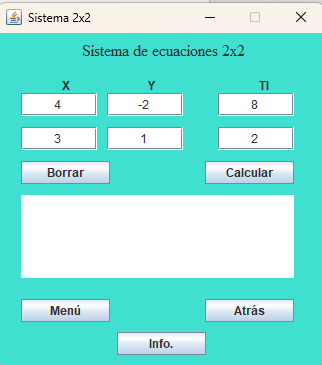 Sistema 2x2
Sistema de ecuaciones 2x2
X Y TI
4 -2 8
3 1 2
Borrar Calcular
Menú Atrás
Info.